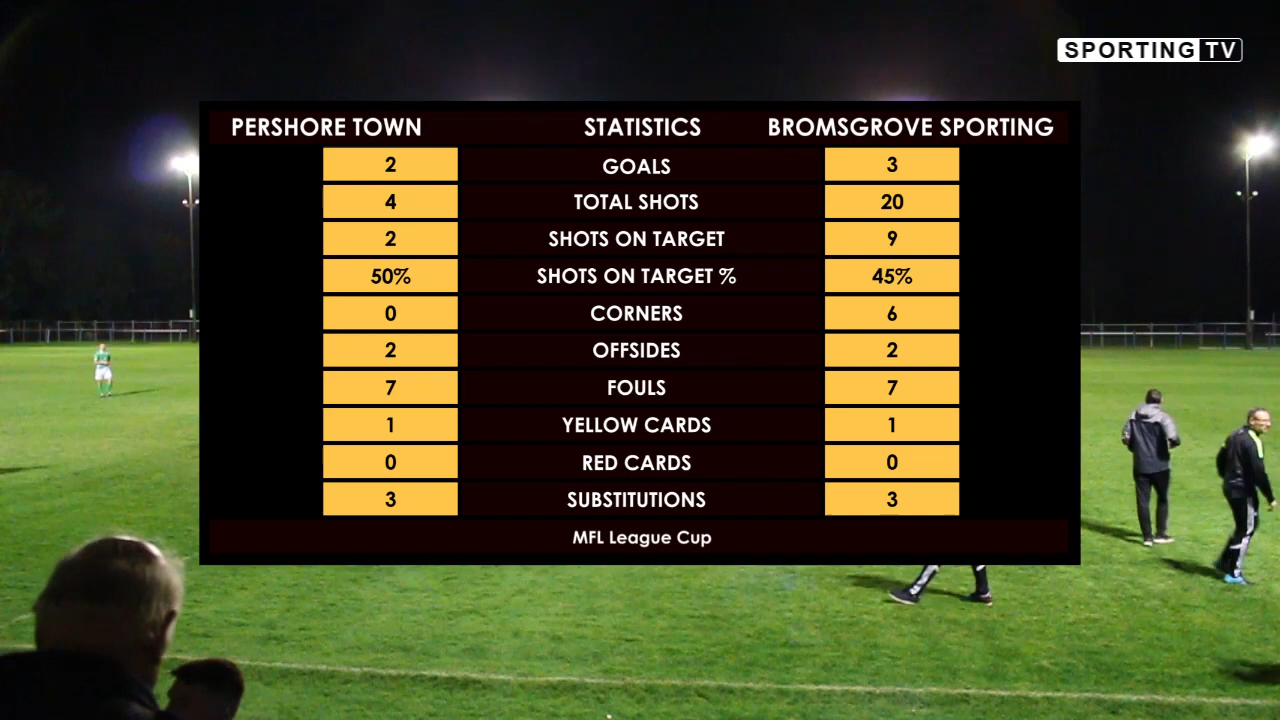 SPORTING TV
PERSHORE TOWN STATISTICS BROMSGROVE SPORTING
2 GOALS 3
4 TOTAL SHOTS 20
2 SHOTS ON TARGET 9
50% SHOTS ON TARGET % 45%
0 CORNERS 6
2 OFFSIDES 2
7 FOULS 7
1 YELLOW CARDS 1
0 RED CARDS 0
3 SUBSTITUTIONS 3
MFL League Cup